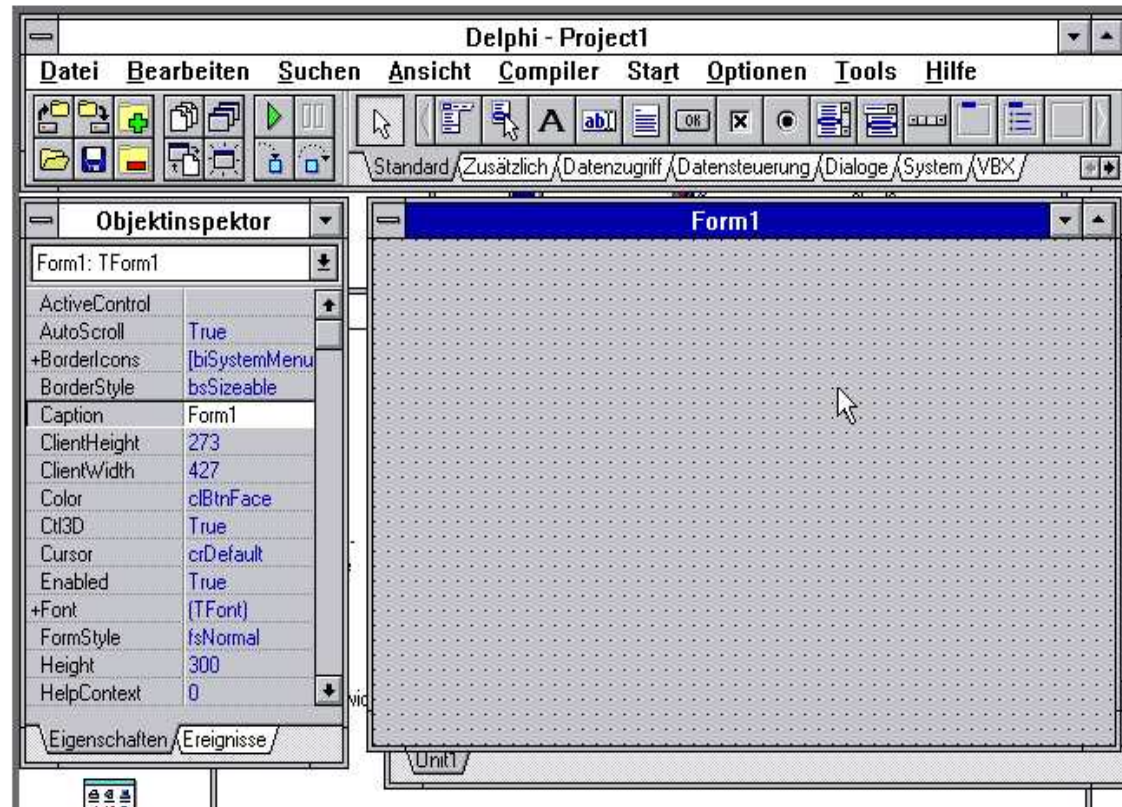 Delphi - Project1
Datei Bearbeiten Suchen Ansicht Compiler Start Optionen Tools Hilfe
A ab OK
Standard Zusätzlich Datenzugriff Datensteuerung Dialoge System VBX
Objektinspektor
Form1: TForm1
ActiveControl
AutoScroll True
+BorderIcons [biSystemMenu
BorderStyle bsSizeable
Caption Form1
ClientHeight 273
ClientWidth 427
Color clBtnFace
Ctl3D True
Cursor crDefault
Enabled True
+Font (TFont)
FormStyle fsNormal
Height 300
HelpContext 0
Eigenschaften Ereignisse
Form1
Unit1